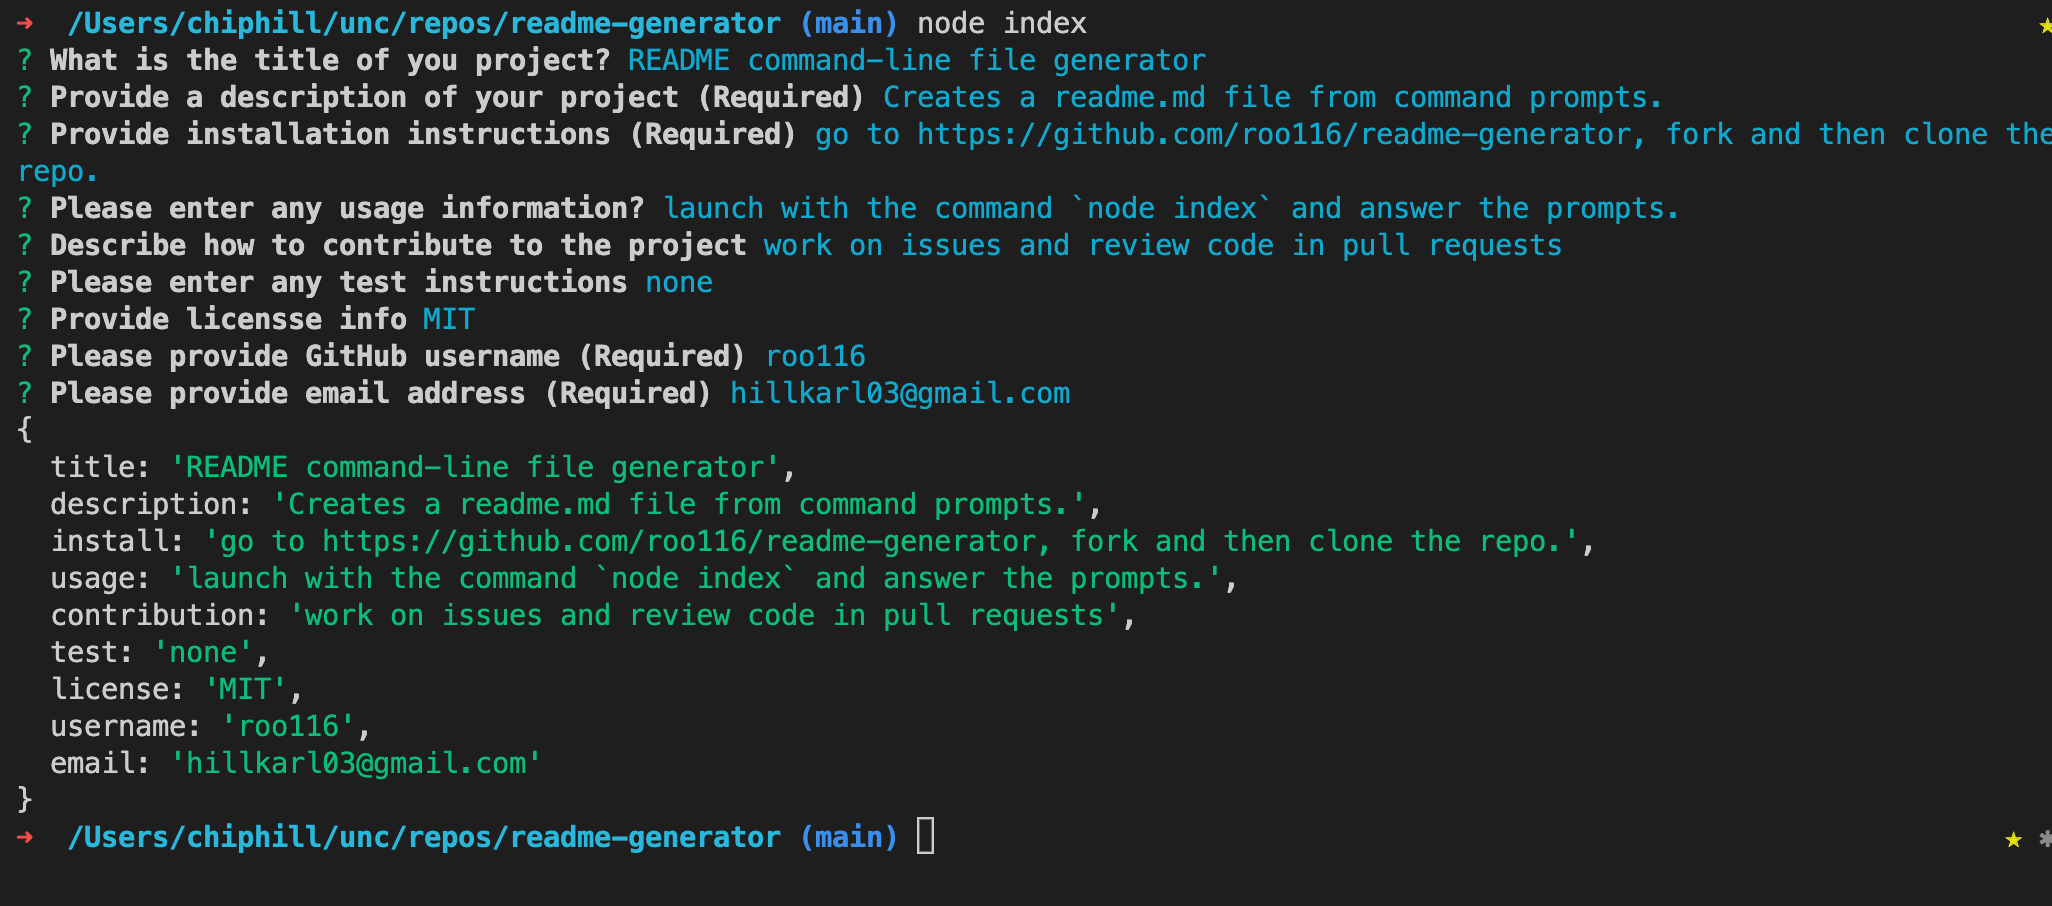 ➜  /Users/chiphill/unc/repos/readme-generator (main) node index ★
? What is the title of you project? README command-line file generator
? Provide a description of your project (Required) Creates a readme.md file from command prompts.
? Provide installation instructions (Required) go to https://github.com/roo116/readme-generator, fork and then clone the
repo.
? Please enter any usage information? launch with the command `node index` and answer the prompts.
? Describe how to contribute to the project work on issues and review code in pull requests
? Please enter any test instructions none
? Provide licensse info MIT
? Please provide GitHub username (Required) roo116
? Please provide email address (Required) hillkarl03@gmail.com
{
  title: 'README command-line file generator',
  description: 'Creates a readme.md file from command prompts.',
  install: 'go to https://github.com/roo116/readme-generator, fork and then clone the repo.',
  usage: 'launch with the command `node index` and answer the prompts.',
  contribution: 'work on issues and review code in pull requests',
  test: 'none',
  license: 'MIT',
  username: 'roo116',
  email: 'hillkarl03@gmail.com'
}
➜  /Users/chiphill/unc/repos/readme-generator (main) ★ ✱